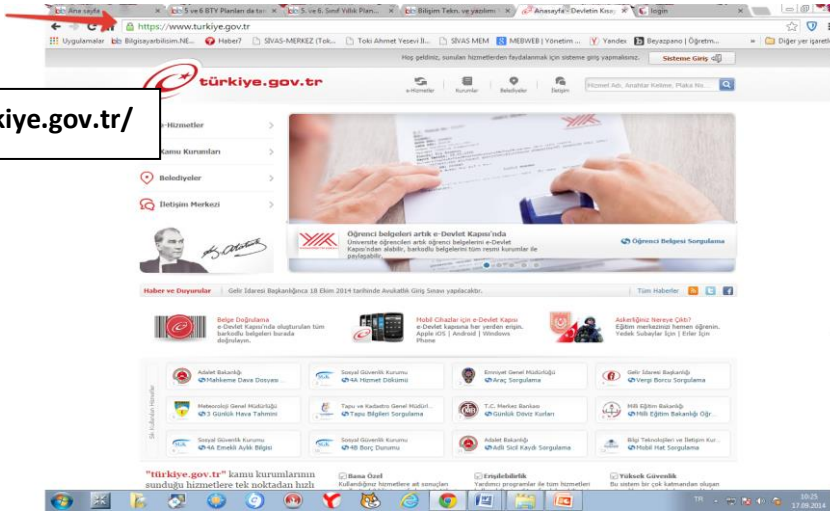 Ana sayfa
5 ve 6 BTY Planları da tas
5. ve 6. Sınıf Yıllık Plan...
Bilişim Tekn. ve yazılımı
Anasayfa - Devletin Kısay
login
https://www.turkiye.gov.tr
Uygulamalar
Bilgisayarbilisim.NE...
Haber7
SİVAS-MERKEZ (Tok...
Toki Ahmet Yesevi İl...
SİVAS MEM
MEBWEB | Yönetim ...
Yandex
Beyazpano | Öğretm...
»
Diğer yer işaretl
Hoş geldiniz, sunulan hizmetlerden faydalanmak için sisteme giriş yapmalısınız.
Sisteme Giriş
türkiye.gov.tr
e-Hizmetler
Kurumlar
Belediyeler
İletişim
Hizmet Adı, Anahtar Kelime, Plaka No...
kiye.gov.tr/
e-Hizmetler
Kamu Kurumları
Belediyeler
İletişim Merkezi
K. Atatürk
Öğrenci belgeleri artık e-Devlet Kapısı'nda
Üniversite öğrencileri artık öğrenci belgelerini e-Devlet
Kapısı'ndan alabilir, barkodlu belgelerini tüm resmi kurumlar ile
paylaşabilir.
Öğrenci Belgesi Sorgulama
Haber ve Duyurular
Gelir İdaresi Başkanlığınca 18 Ekim 2014 tarihinde Avukatlık Giriş Sınavı yapılacaktır.
Tüm Haberler
Belge Doğrulama
e-Devlet Kapısı'nda oluşturulan tüm
barkodlu belgeleri burada
doğrulayın.
Mobil Cihazlar için e-Devlet Kapısı
e-Devlet kapısına her yerden erişin.
Apple iOS | Android | Windows
Phone
Askerliğiniz Nereye Çıktı?
Eğitim merkezinizi hemen öğrenin.
Yedek Subaylar İçin | Erler İçin
Sık Kullanılan Hizmetler
Adalet Bakanlığı
Mahkeme Dava Dosyası ...
Sosyal Güvenlik Kurumu
4A Hizmet Dökümü
Emniyet Genel Müdürlüğü
Araç Sorgulama
Gelir İdaresi Başkanlığı
Vergi Borcu Sorgulama
Meteoroloji Genel Müdürlüğü
3 Günlük Hava Tahmini
Tapu ve Kadastro Genel Müdürl...
Tapu Bilgileri Sorgulama
T.C. Merkez Bankası
Günlük Döviz Kurları
Milli Eğitim Bakanlığı
Milli Eğitim Bakanlığı Öğr...
Sosyal Güvenlik Kurumu
4A Emekli Aylık Bilgisi
Sosyal Güvenlik Kurumu
4B Borç Durumu
Adalet Bakanlığı
Adli Sicil Kaydı Sorgulama
Bilgi Teknolojileri ve İletişim Kur...
Mobil Hat Sorgulama
"türkiye.gov.tr" kamu kurumlarının
sunduğu hizmetlere tek noktadan hızlı
Bana Özel
Kullandığınız hizmetlere ait sonuçları
Erişilebilirlik
Yardımcı programlar ile tüm hizmetleri
Yüksek Güvenlik
Bu sistem bir çok katmandan oluşan
TR
10:25
17.09.2014